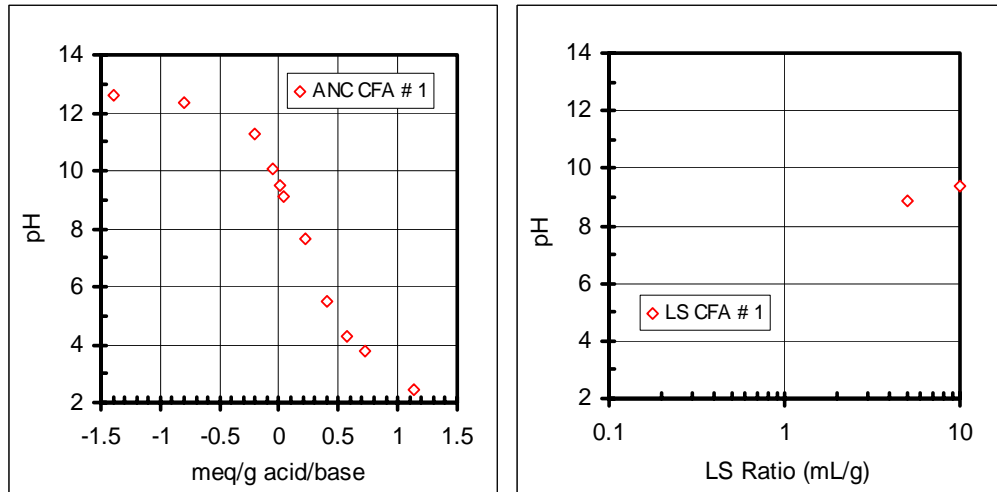 14
12
10
8
6
4
2
pH
ANC CFA # 1
-1.5 -1 -0.5 0 0.5 1 1.5
meq/g acid/base
14
12
10
8
6
4
2
pH
LS CFA # 1
0.1 1 10
LS Ratio (mL/g)